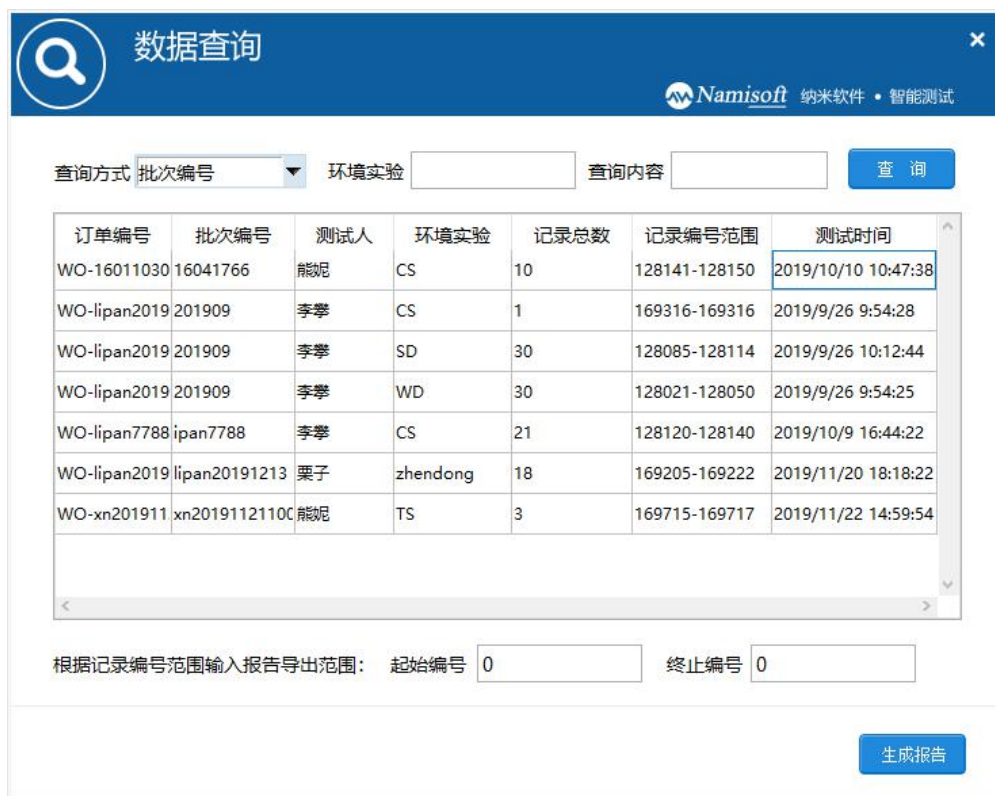 数据查询
Namisoft 纳米软件 • 智能测试
查询方式 批次编号 环境实验 查询内容 查 询
订单编号 批次编号 测试人 环境实验 记录总数 记录编号范围 测试时间
WO-16011030 16041766 熊妮 CS 10 128141-128150 2019/10/10 10:47:38
WO-lipan2019 201909 李攀 CS 1 169316-169316 2019/9/26 9:54:28
WO-lipan2019 201909 李攀 SD 30 128085-128114 2019/9/26 10:12:44
WO-lipan2019 201909 李攀 WD 30 128021-128050 2019/9/26 9:54:25
WO-lipan7788 ipan7788 李攀 CS 21 128120-128140 2019/10/9 16:44:22
WO-lipan2019 lipan20191213 栗子 zhendong 18 169205-169222 2019/11/20 18:18:22
WO-xn201911 xn2019112110 熊妮 TS 3 169715-169717 2019/11/22 14:59:54
根据记录编号范围输入报告导出范围: 起始编号 0 终止编号 0
生成报告